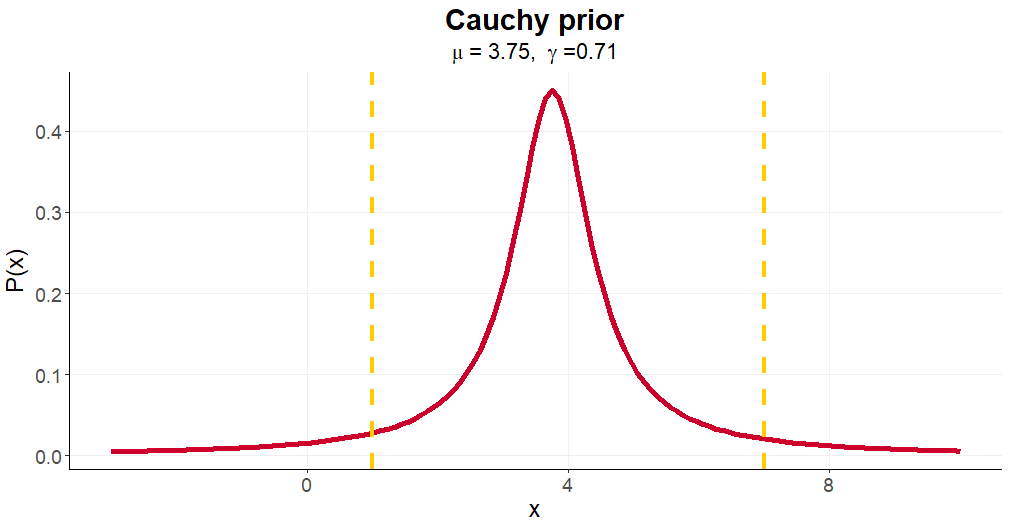 Cauchy prior
μ = 3.75,  γ =0.71
P(x)
0.4
0.3
0.2
0.1
0.0
0 4 8
x